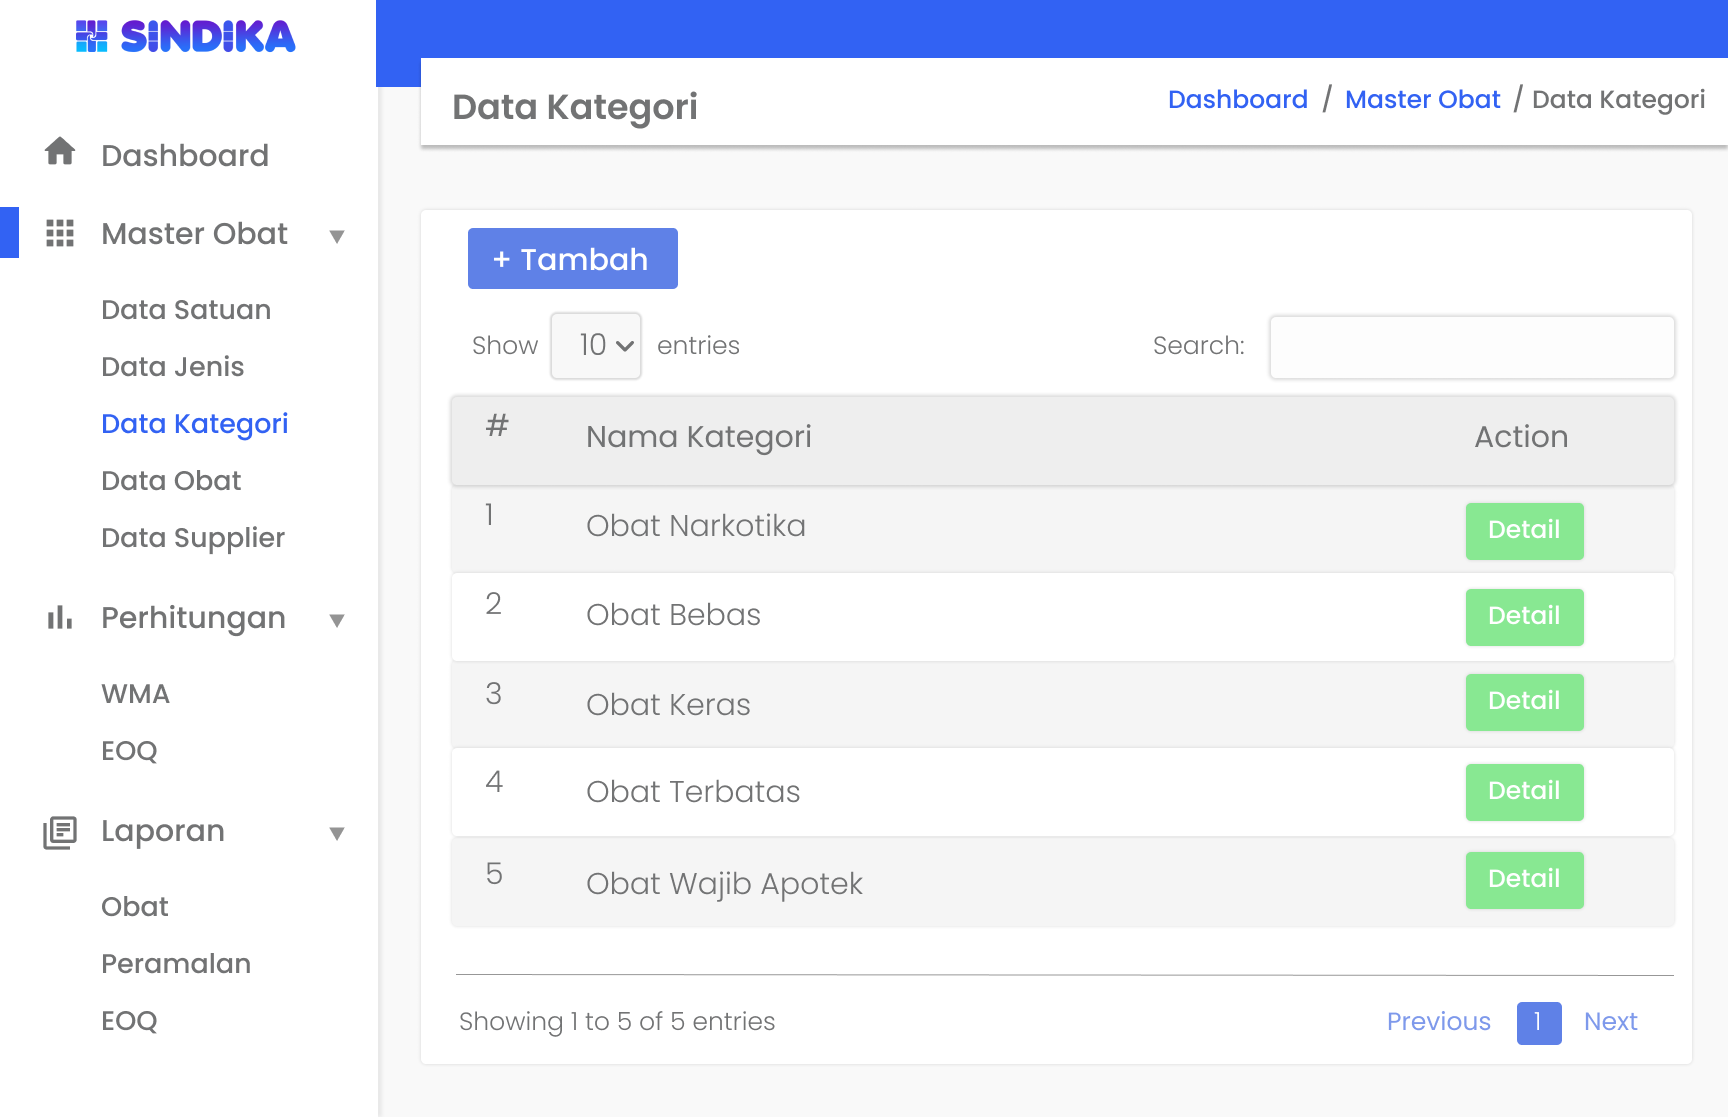 SINDIKA
Dashboard
Master Obat ▼
Data Satuan
Data Jenis
Data Kategori
Data Obat
Data Supplier
Perhitungan ▼
WMA
EOQ
Laporan ▼
Obat
Peramalan
EOQ
Data Kategori
Dashboard / Master Obat / Data Kategori
+ Tambah
Show 10 entries
Search:
# Nama Kategori Action
1 Obat Narkotika Detail
2 Obat Bebas Detail
3 Obat Keras Detail
4 Obat Terbatas Detail
5 Obat Wajib Apotek Detail
Showing 1 to 5 of 5 entries
Previous 1 Next